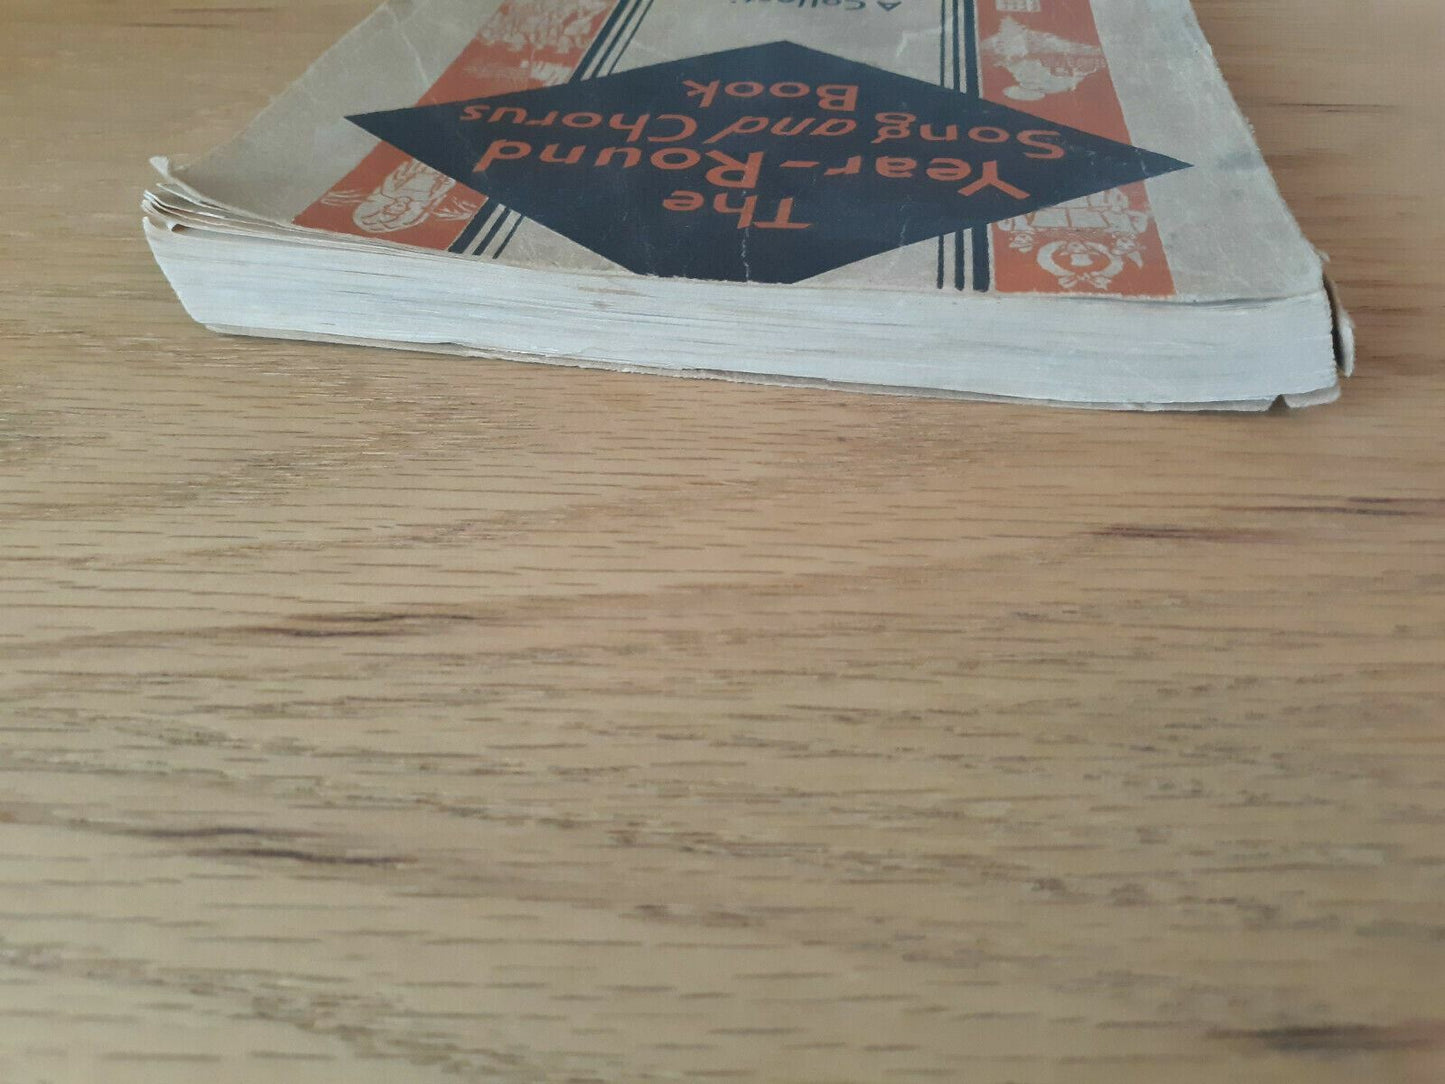 The
Year-Round
Song and Chorus
Book
A